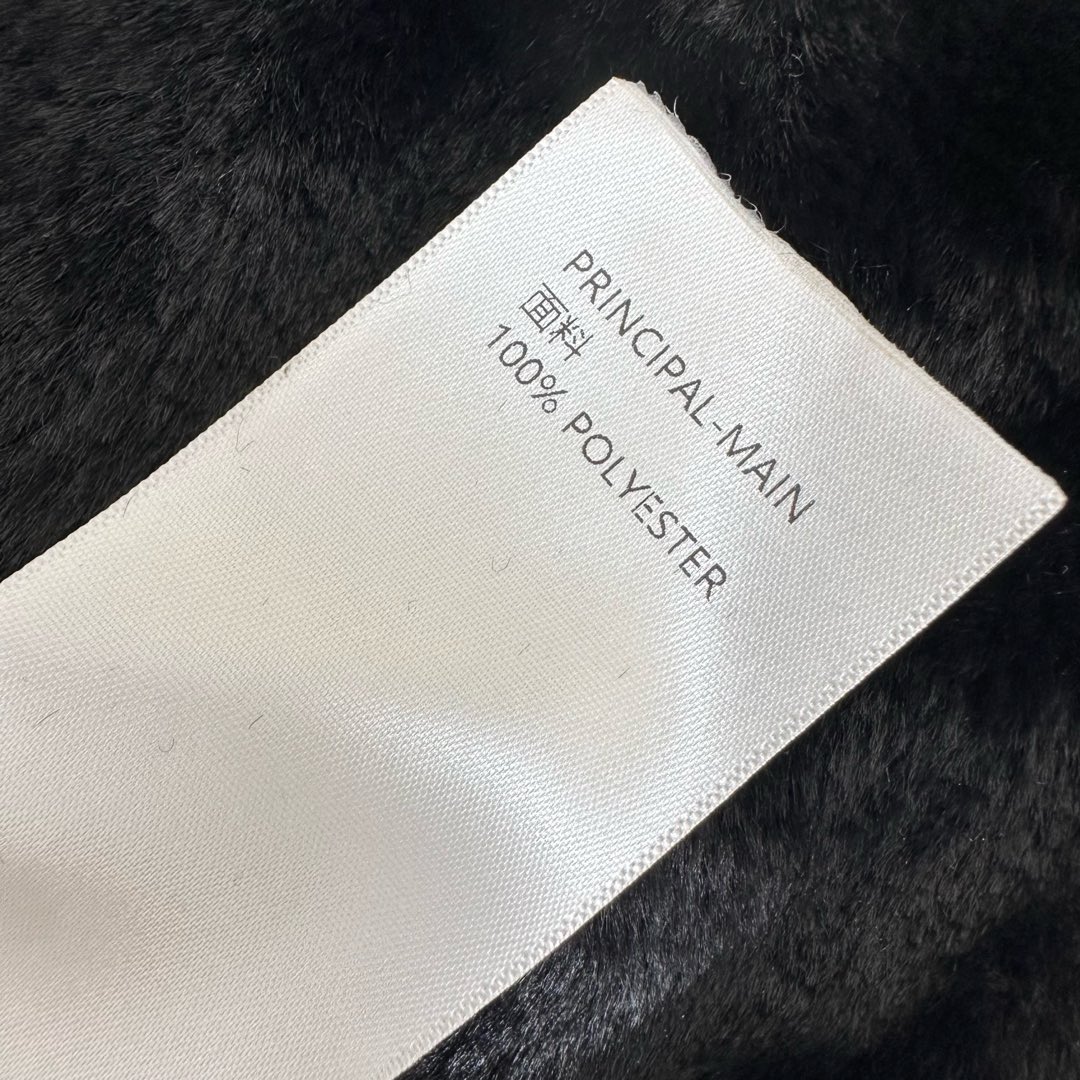 PRINCIPAL-MAIN
面料
100% POLYESTER